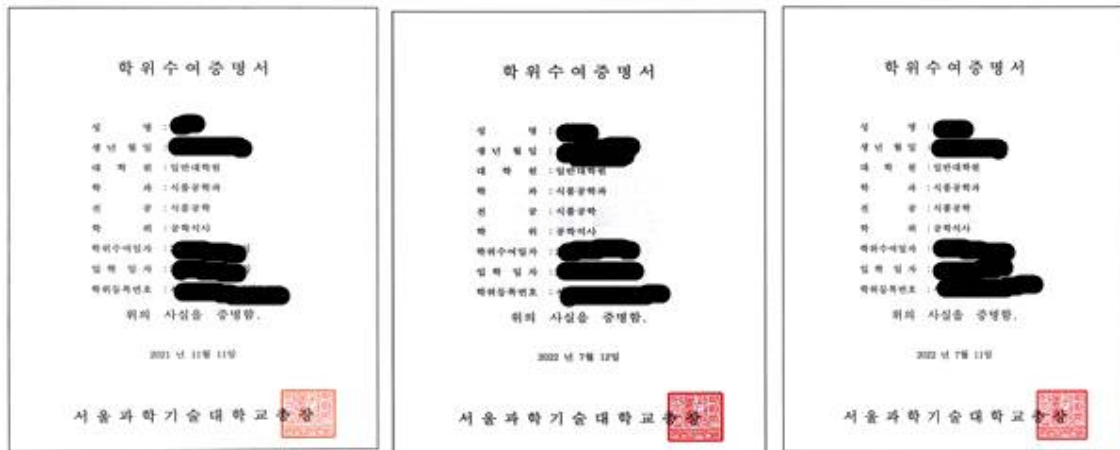 학위수여증명서
성 명 :
생년월일 :
대 학 원 : 일반대학원
학 과 : 식품공학과
전 공 : 식품공학
학 위 : 공학석사
학위수여일자 :
입 학 일 자 :
학위등록번호 :
위의 사실을 증명함.
2021 년 11월 11일
서울과학기술대학교총장
학위수여증명서
성 명 :
생년월일 :
대 학 원 : 일반대학원
학 과 : 식품공학과
전 공 : 식품공학
학 위 : 공학석사
학위수여일자 :
입 학 일 자 :
학위등록번호 :
위의 사실을 증명함.
2022 년 7월 12일
서울과학기술대학교총장
학위수여증명서
성 명 :
생년월일 :
대 학 원 : 일반대학원
학 과 : 식품공학과
전 공 : 식품공학
학 위 : 공학석사
학위수여일자 :
입 학 일 자 :
학위등록번호 :
위의 사실을 증명함.
2022 년 7월 11일
서울과학기술대학교총장